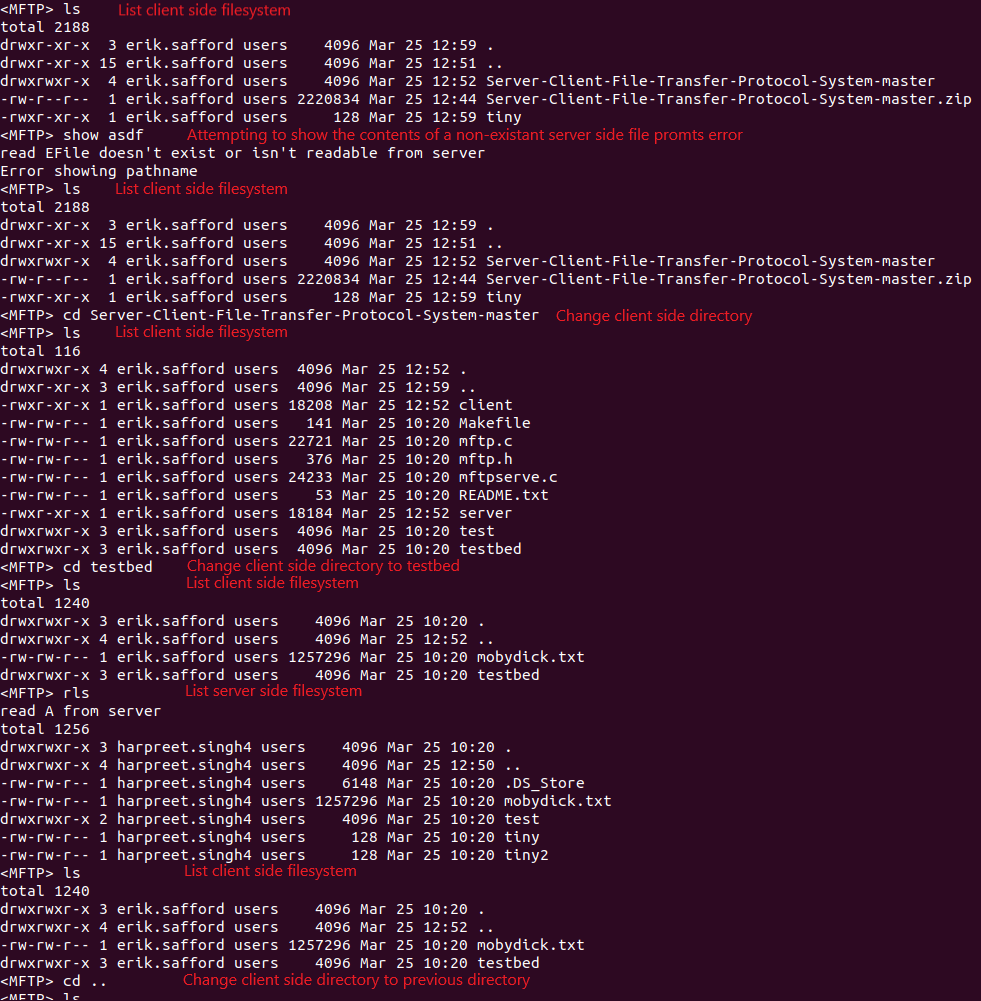 <MFTP> ls List client side filesystem
total 2188
drwxr-xr-x  3 erik.safford users    4096 Mar 25 12:59 .
drwxr-xr-x 15 erik.safford users    4096 Mar 25 12:51 ..
drwxrwxr-x  4 erik.safford users    4096 Mar 25 12:52 Server-Client-File-Transfer-Protocol-System-master
-rw-r--r--  1 erik.safford users 2220834 Mar 25 12:44 Server-Client-File-Transfer-Protocol-System-master.zip
-rwxr-xr-x  1 erik.safford users     128 Mar 25 12:59 tiny
<MFTP> show asdf Attempting to show the contents of a non-existant server side file promts error
read EFile doesn't exist or isn't readable from server
Error showing pathname
<MFTP> ls List client side filesystem
total 2188
drwxr-xr-x  3 erik.safford users    4096 Mar 25 12:59 .
drwxr-xr-x 15 erik.safford users    4096 Mar 25 12:51 ..
drwxrwxr-x  4 erik.safford users    4096 Mar 25 12:52 Server-Client-File-Transfer-Protocol-System-master
-rw-r--r--  1 erik.safford users 2220834 Mar 25 12:44 Server-Client-File-Transfer-Protocol-System-master.zip
-rwxr-xr-x  1 erik.safford users     128 Mar 25 12:59 tiny
<MFTP> cd Server-Client-File-Transfer-Protocol-System-master Change client side directory
<MFTP> ls List client side filesystem
total 116
drwxrwxr-x 4 erik.safford users  4096 Mar 25 12:52 .
drwxr-xr-x 3 erik.safford users  4096 Mar 25 12:59 ..
-rwxr-xr-x 1 erik.safford users 18208 Mar 25 12:52 client
-rw-rw-r-- 1 erik.safford users   141 Mar 25 10:20 Makefile
-rw-rw-r-- 1 erik.safford users 22721 Mar 25 10:20 mftp.c
-rw-rw-r-- 1 erik.safford users   376 Mar 25 10:20 mftp.h
-rw-rw-r-- 1 erik.safford users 24233 Mar 25 10:20 mftpserve.c
-rw-rw-r-- 1 erik.safford users    53 Mar 25 10:20 README.txt
-rwxr-xr-x 1 erik.safford users 18184 Mar 25 12:52 server
drwxrwxr-x 3 erik.safford users  4096 Mar 25 10:20 test
drwxrwxr-x 3 erik.safford users  4096 Mar 25 10:20 testbed
<MFTP> cd testbed Change client side directory to testbed
<MFTP> ls List client side filesystem
total 1240
drwxrwxr-x 3 erik.safford users    4096 Mar 25 10:20 .
drwxrwxr-x 4 erik.safford users    4096 Mar 25 12:52 ..
-rw-rw-r-- 1 erik.safford users 1257296 Mar 25 10:20 mobydick.txt
drwxrwxr-x 3 erik.safford users    4096 Mar 25 10:20 testbed
<MFTP> rls List server side filesystem
read A from server
total 1256
drwxrwxr-x 3 harpreet.singh4 users    4096 Mar 25 10:20 .
drwxrwxr-x 4 harpreet.singh4 users    4096 Mar 25 12:50 ..
-rw-rw-r-- 1 harpreet.singh4 users    6148 Mar 25 10:20 .DS_Store
-rw-rw-r-- 1 harpreet.singh4 users 1257296 Mar 25 10:20 mobydick.txt
drwxrwxr-x 2 harpreet.singh4 users    4096 Mar 25 10:20 test
-rw-rw-r-- 1 harpreet.singh4 users     128 Mar 25 10:20 tiny
-rw-rw-r-- 1 harpreet.singh4 users     128 Mar 25 10:20 tiny2
<MFTP> ls List client side filesystem
total 1240
drwxrwxr-x 3 erik.safford users    4096 Mar 25 10:20 .
drwxrwxr-x 4 erik.safford users    4096 Mar 25 12:52 ..
-rw-rw-r-- 1 erik.safford users 1257296 Mar 25 10:20 mobydick.txt
drwxrwxr-x 3 erik.safford users    4096 Mar 25 10:20 testbed
<MFTP> cd .. Change client side directory to previous directory
<MFTP> ls